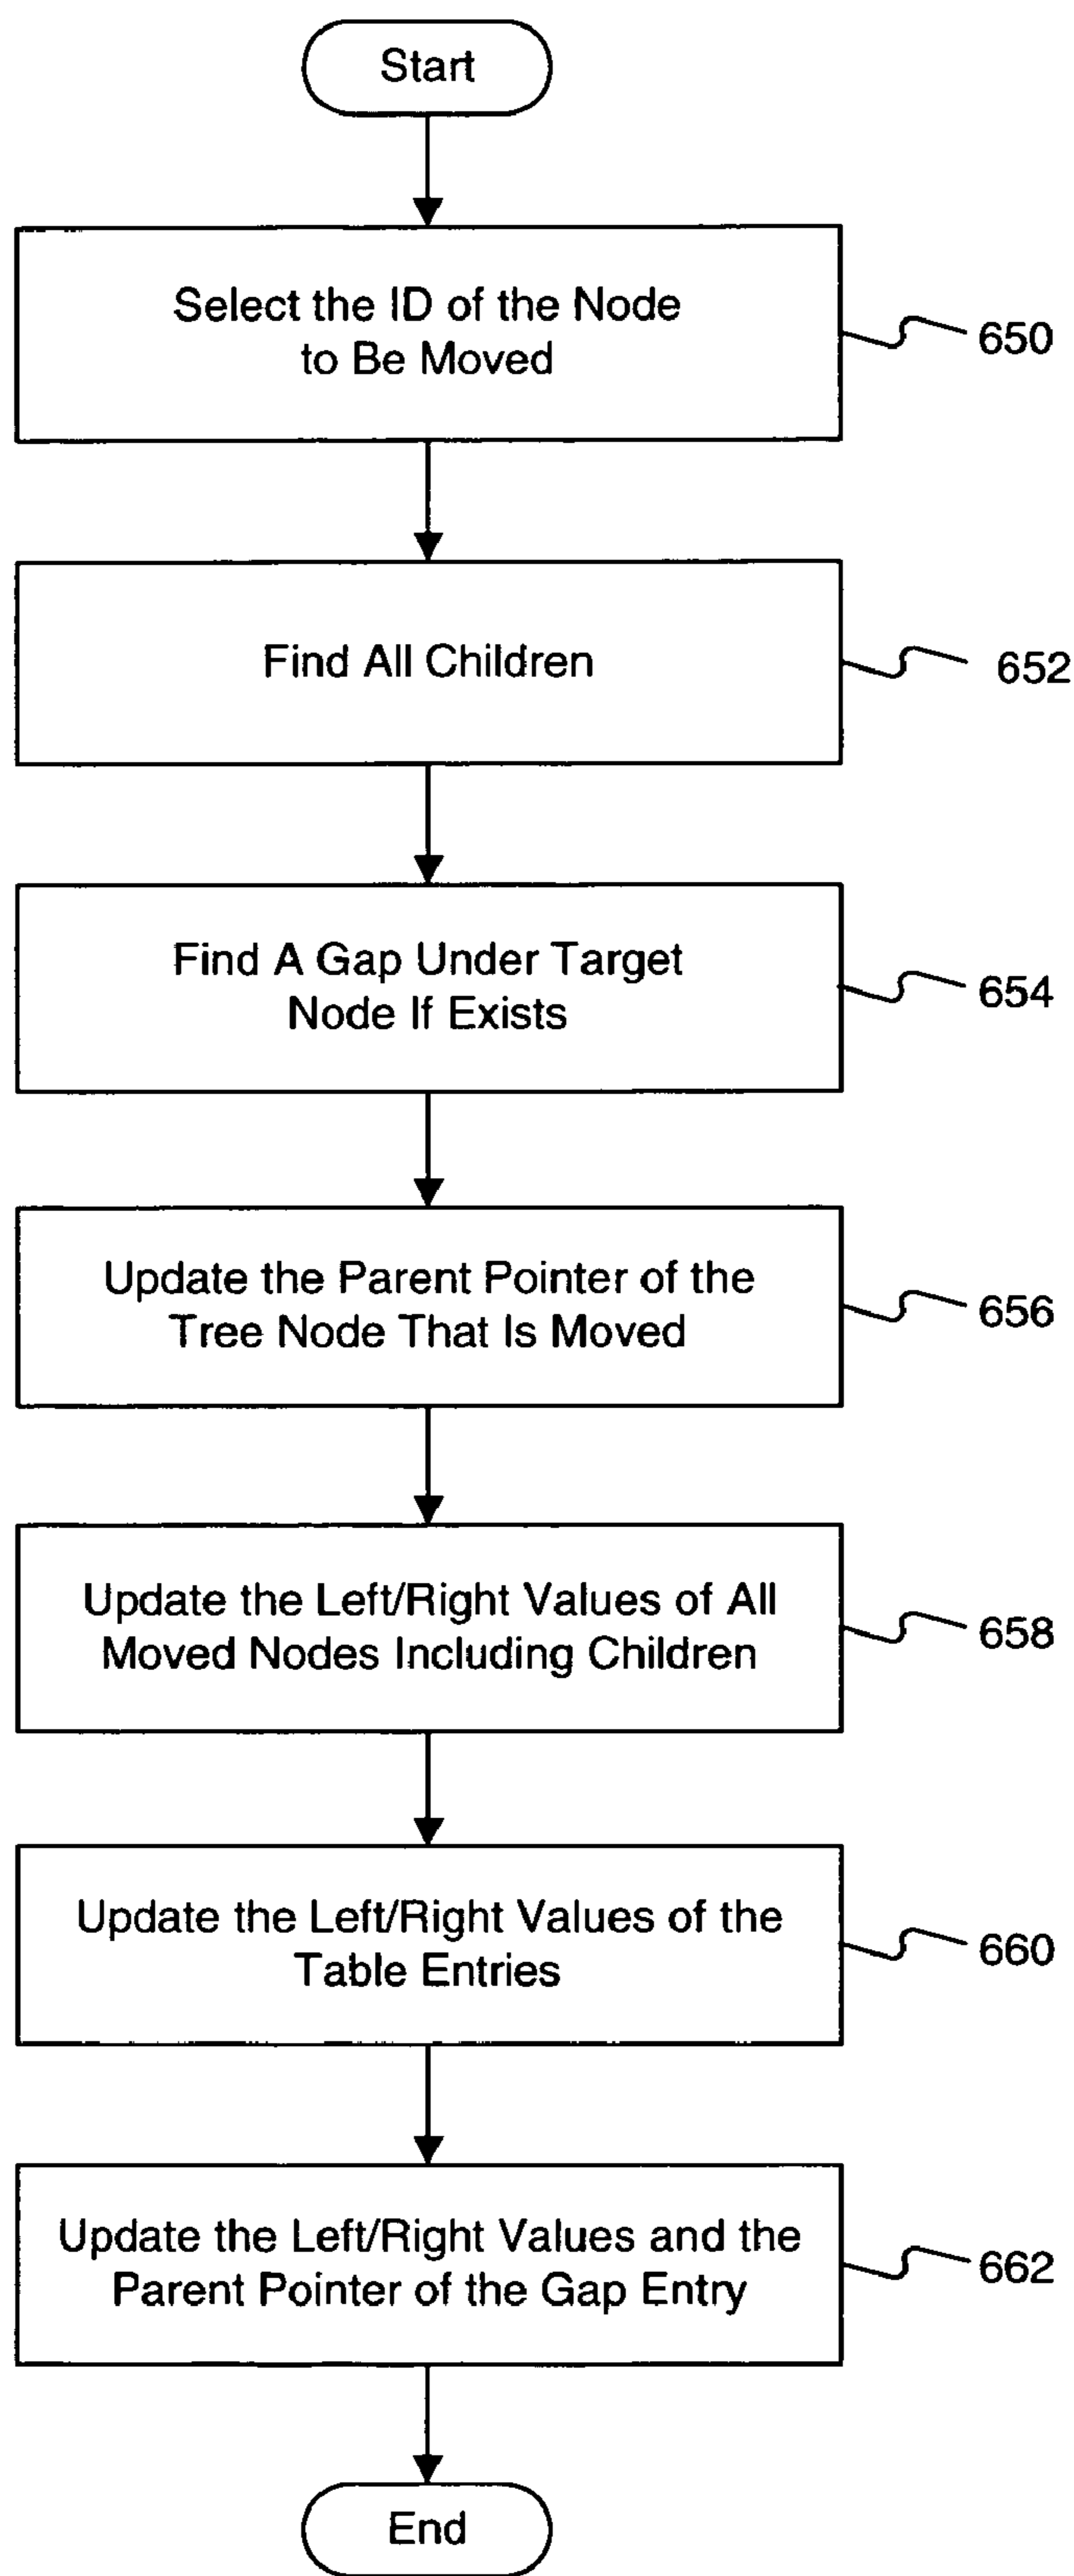 Start
Select the ID of the Node
to Be Moved
650
Find All Children
652
Find A Gap Under Target
Node If Exists
654
Update the Parent Pointer of the
Tree Node That Is Moved
656
Update the Left/Right Values of All
Moved Nodes Including Children
658
Update the Left/Right Values of the
Table Entries
660
Update the Left/Right Values and the
Parent Pointer of the Gap Entry
662
End